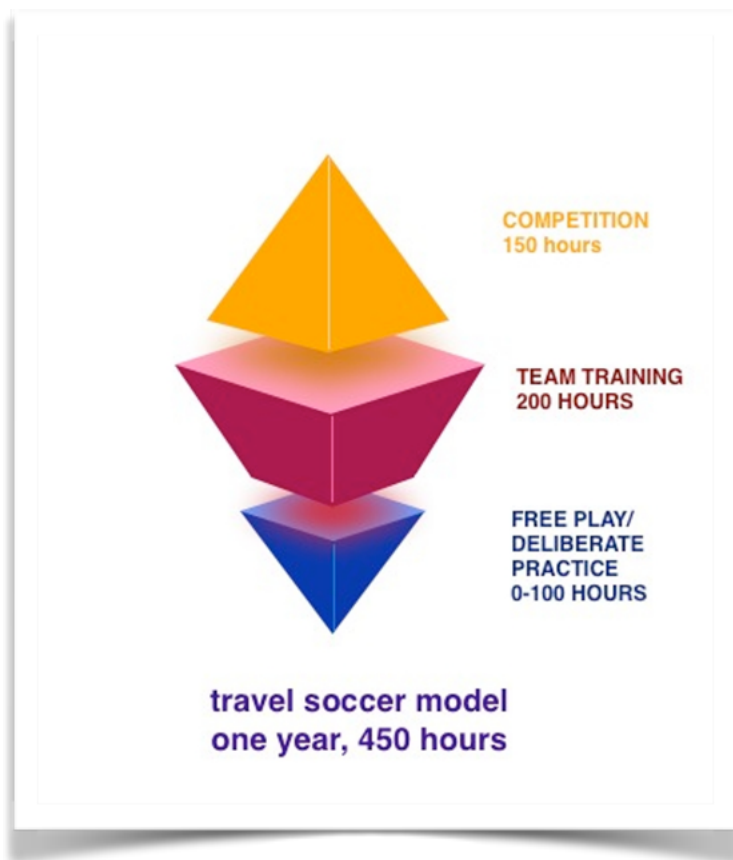 COMPETITION
150 hours
TEAM TRAINING
200 HOURS
FREE PLAY/
DELIBERATE
PRACTICE
0-100 HOURS
travel soccer model
one year, 450 hours